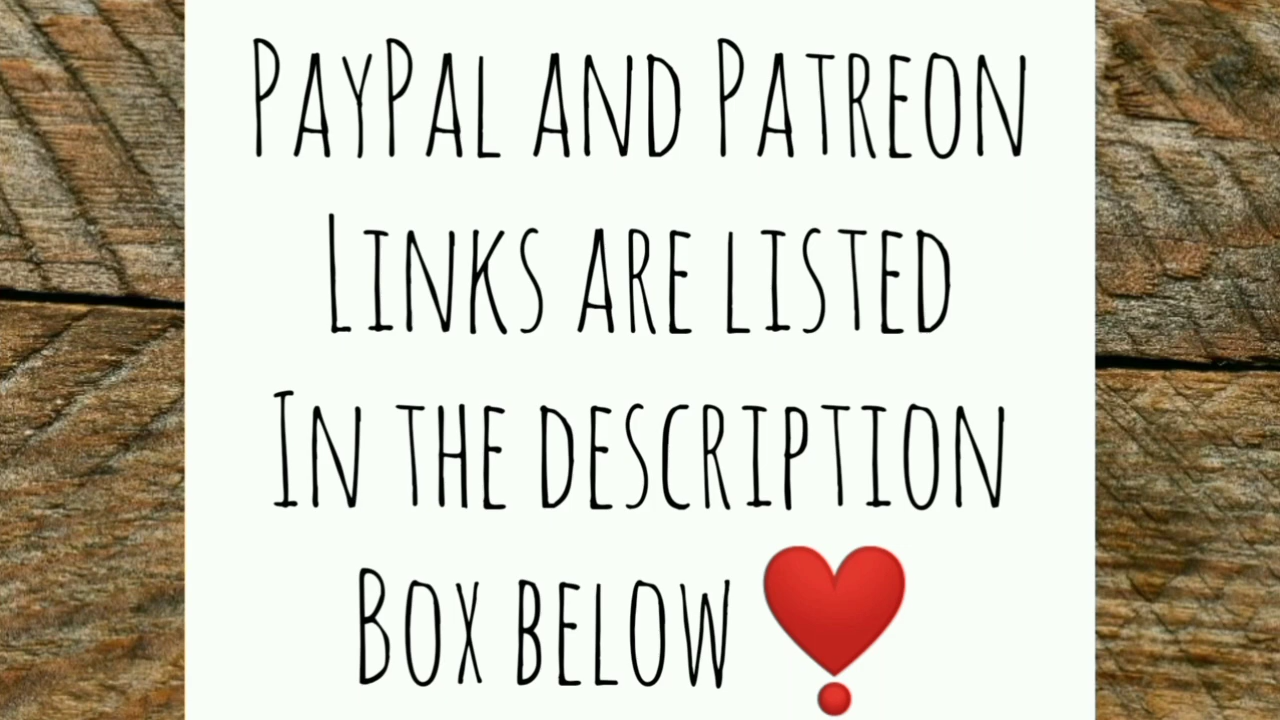 PayPal and Patreon
Links are listed
In the description
Box below ❣️